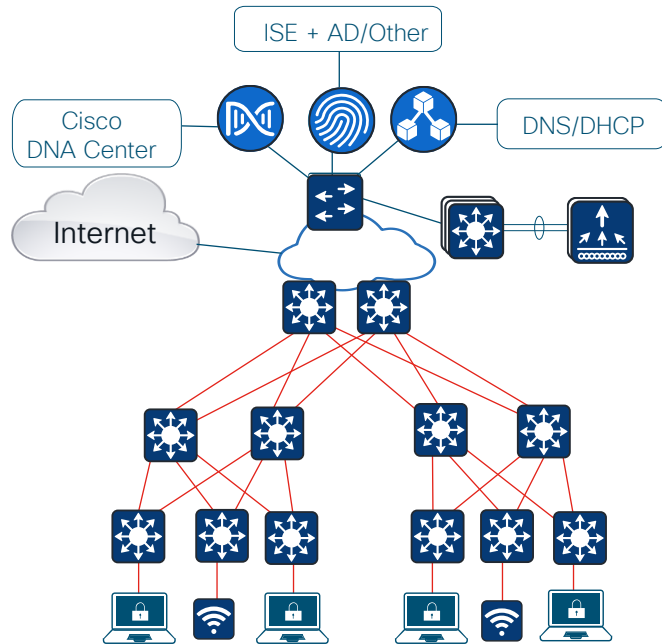 ISE + AD/Other
Cisco
DNA Center
DNS/DHCP
Internet